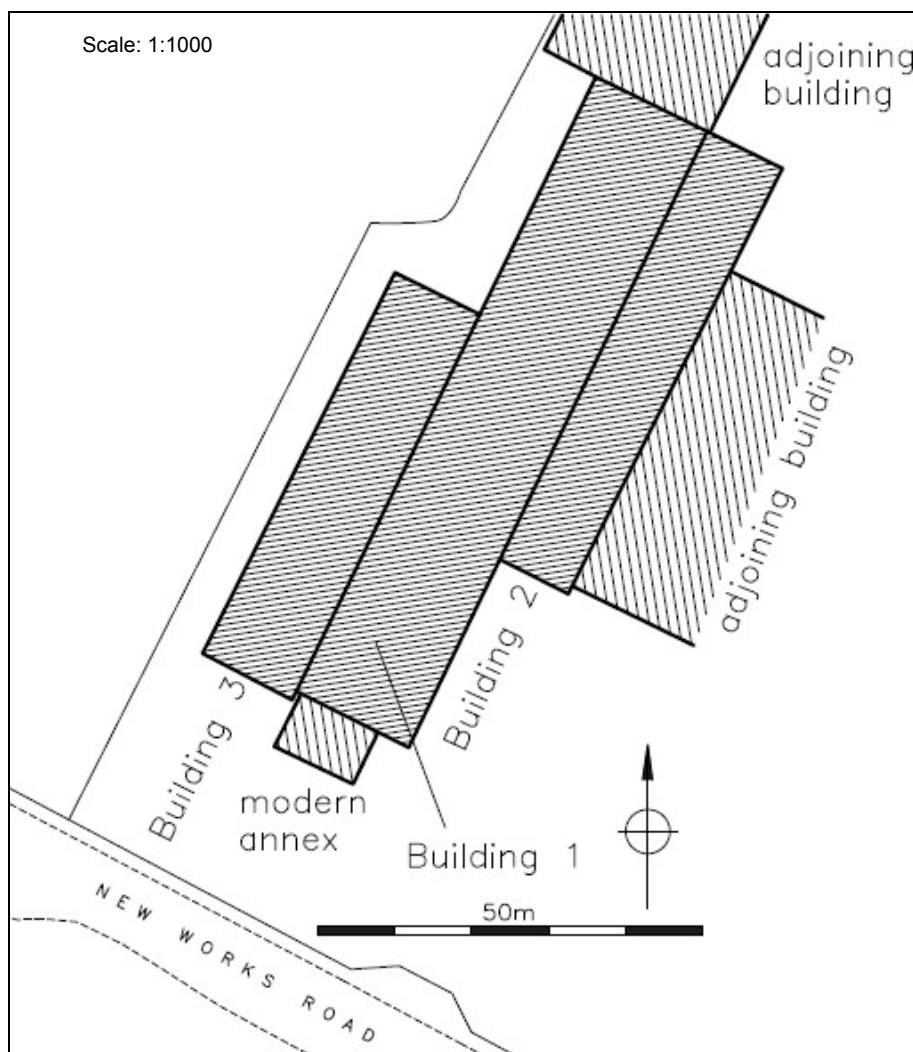 Scale: 1:1000
adjoining
building
adjoining building
Building 2
Building 3
modern
annex
Building 1
50m
NEW WORKS ROAD